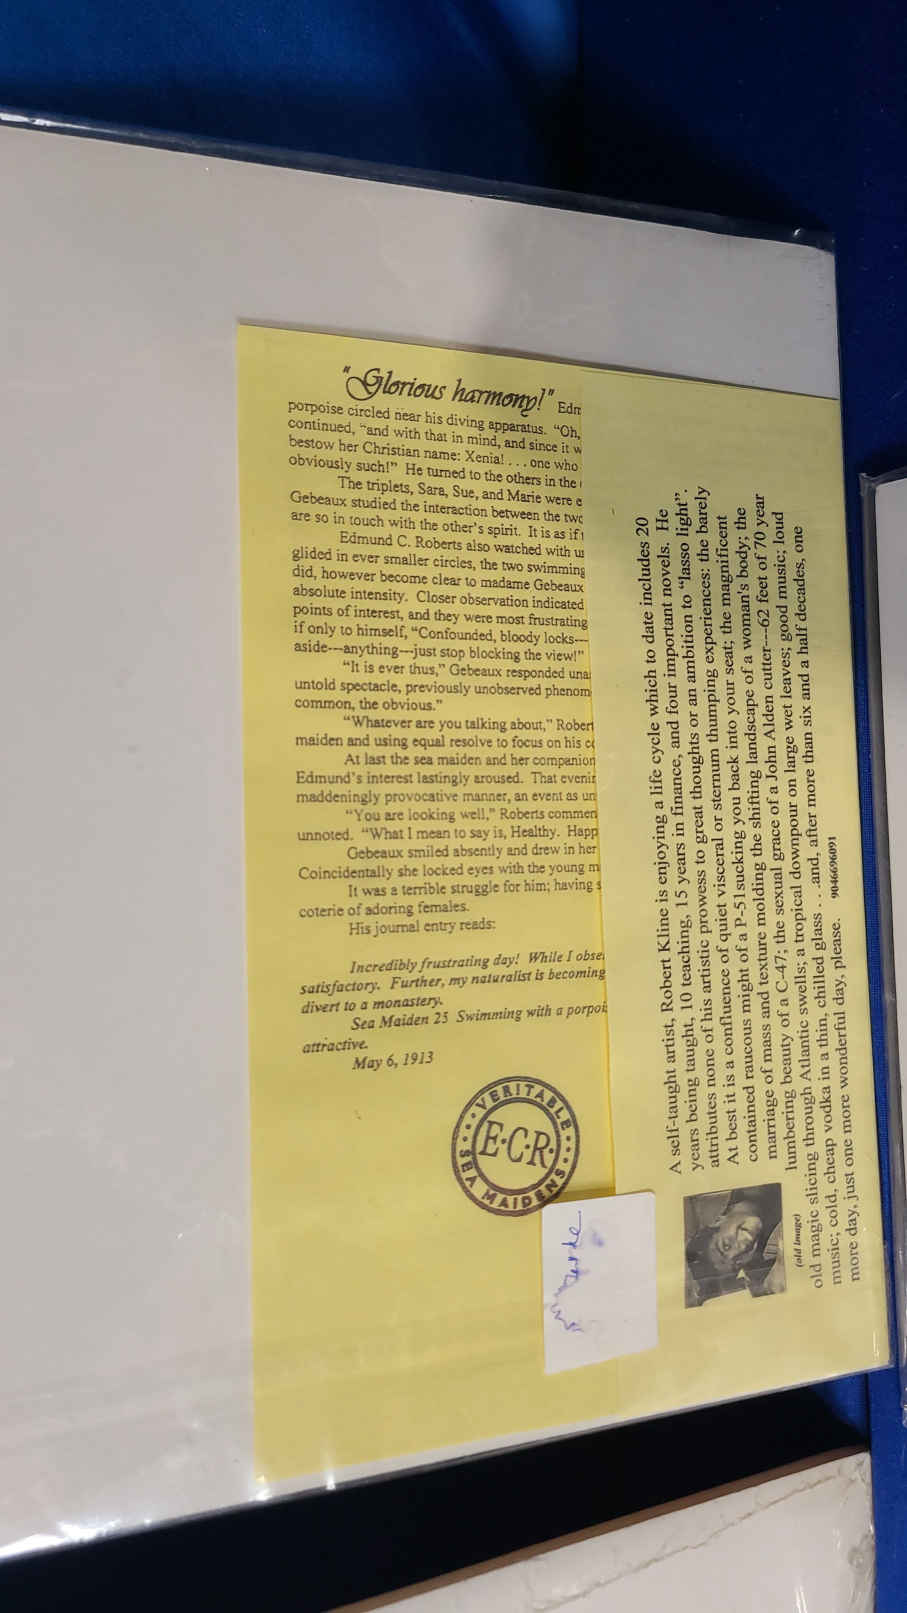 "Glorious harmony!" Edm
porpoise circled near his diving apparatus. "Oh,
continued, "and with that in mind, and since it w
bestow her Christian name: Xenia! . . . one who
obviously such!" He turned to the others in the
The triplets, Sara, Sue, and Marie were e
Gebeaux studied the interaction between the two
are so in touch with the other's spirit. It is as if
Edmund C. Roberts also watched with un
glided in ever smaller circles, the two swimming
did, however become clear to madame Gebeaux
absolute intensity. Closer observation indicated
points of interest, and they were most frustrating
if only to himself, "Confounded, bloody locks---
aside---anything---just stop blocking the view!"
"It is ever thus," Gebeaux responded una
untold spectacle, previously unobserved phenom
common, the obvious."
"Whatever are you talking about," Robert
maiden and using equal resolve to focus on his co
At last the sea maiden and her companion
Edmund's interest lastingly aroused. That evenin
maddeningly provocative manner, an event as un
"You are looking well," Roberts commen
unnoted. "What I mean to say is, Healthy. Happ
Gebeaux smiled absently and drew in her
Coincidentally she locked eyes with the young m
It was a terrible struggle for him; having s
coterie of adoring females.
His journal entry reads:
Incredibly frustrating day! While I obse
satisfactory. Further, my naturalist is becoming
divert to a monastery.
Sea Maiden 25 Swimming with a porpoi
attractive.
May 6, 1913
VERITABLE
E·C·R·
SEA MAIDENS
A self-taught artist, Robert Kline is enjoying a life cycle which to date includes 20
years being taught, 10 teaching, 15 years in finance, and four important novels. He
attributes none of his artistic prowess to great thoughts or an ambition to "lasso light".
At best it is a confluence of quiet visceral or sternum thumping experiences: the barely
contained raucous might of a P-51sucking you back into your seat; the magnificent
marriage of mass and texture molding the shifting landscape of a woman's body; the
lumbering beauty of a C-47; the sexual grace of a John Alden cutter---62 feet of 70 year
(old image)
old magic slicing through Atlantic swells; a tropical downpour on large wet leaves; good music; loud
music; cold, cheap vodka in a thin, chilled glass . . .and, after more than six and a half decades, one
more day, just one more wonderful day, please. 9046696091